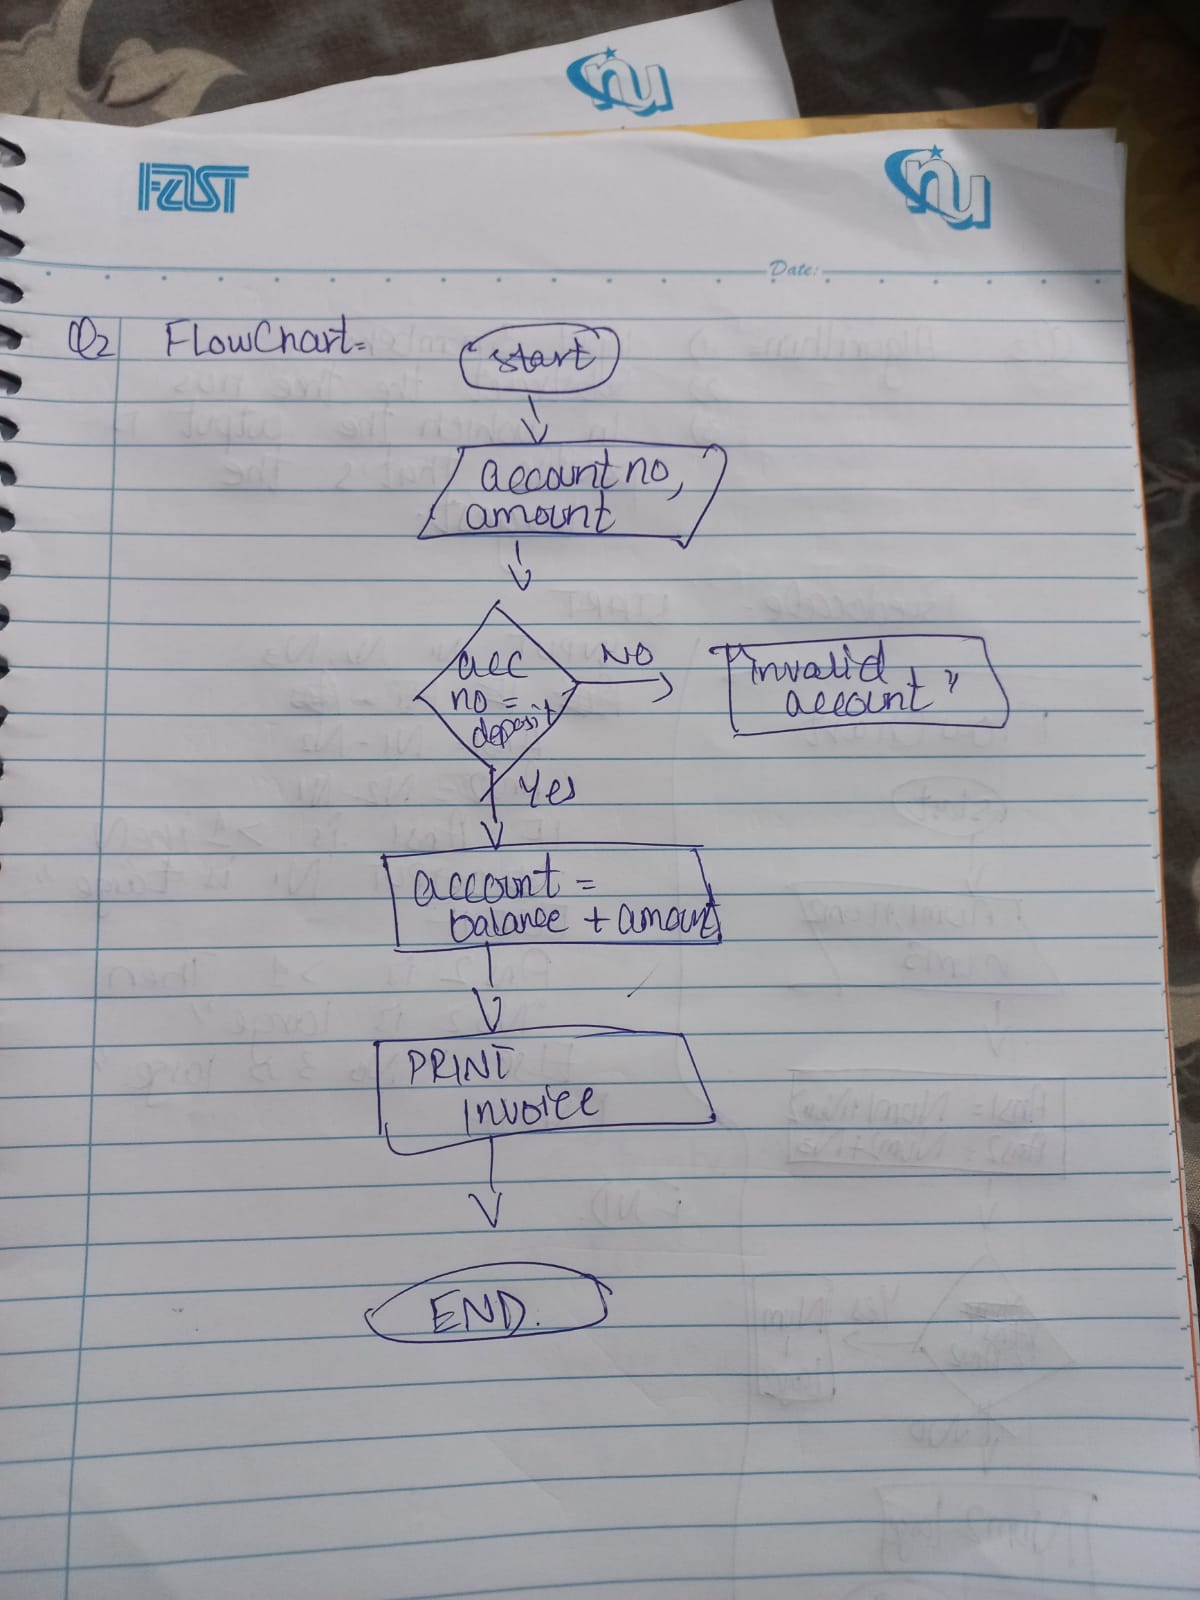 nu
FAST
nu
Date:
Q2 FlowChart=
start
account no,
amount
acc
no =
deposit
NO
"invalid
account"
Yes
account =
balance + amount
PRINT
invoice
END.